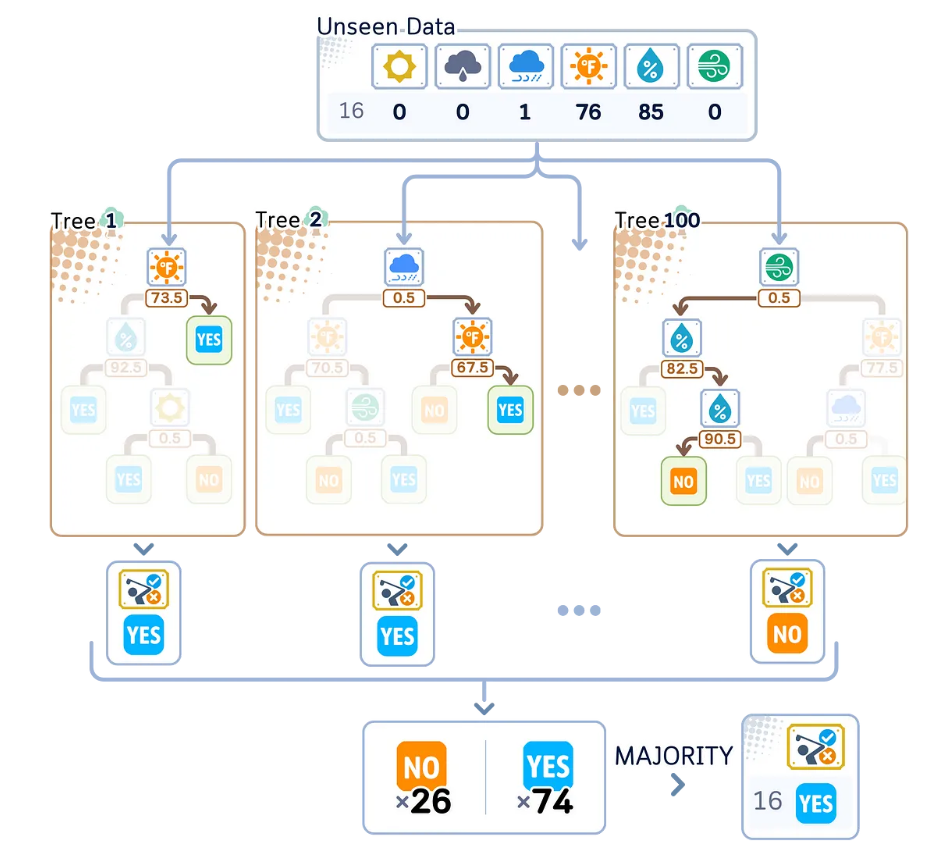 Unseen Data
°F % 
16 0 0 1 76 85 0
Tree 1
Tree 2
Tree 100
°F
73.5
YES
%
92.5
YES
0.5
YES
NO
0.5
°F
°F
70.5
67.5
YES
NO
YES
0.5
NO
YES
0.5
%
°F
82.5
77.5
YES
%
90.5
0.5
NO
YES
NO
YES
YES
YES
NO
NO
×26
YES
×74
MAJORITY
16 YES